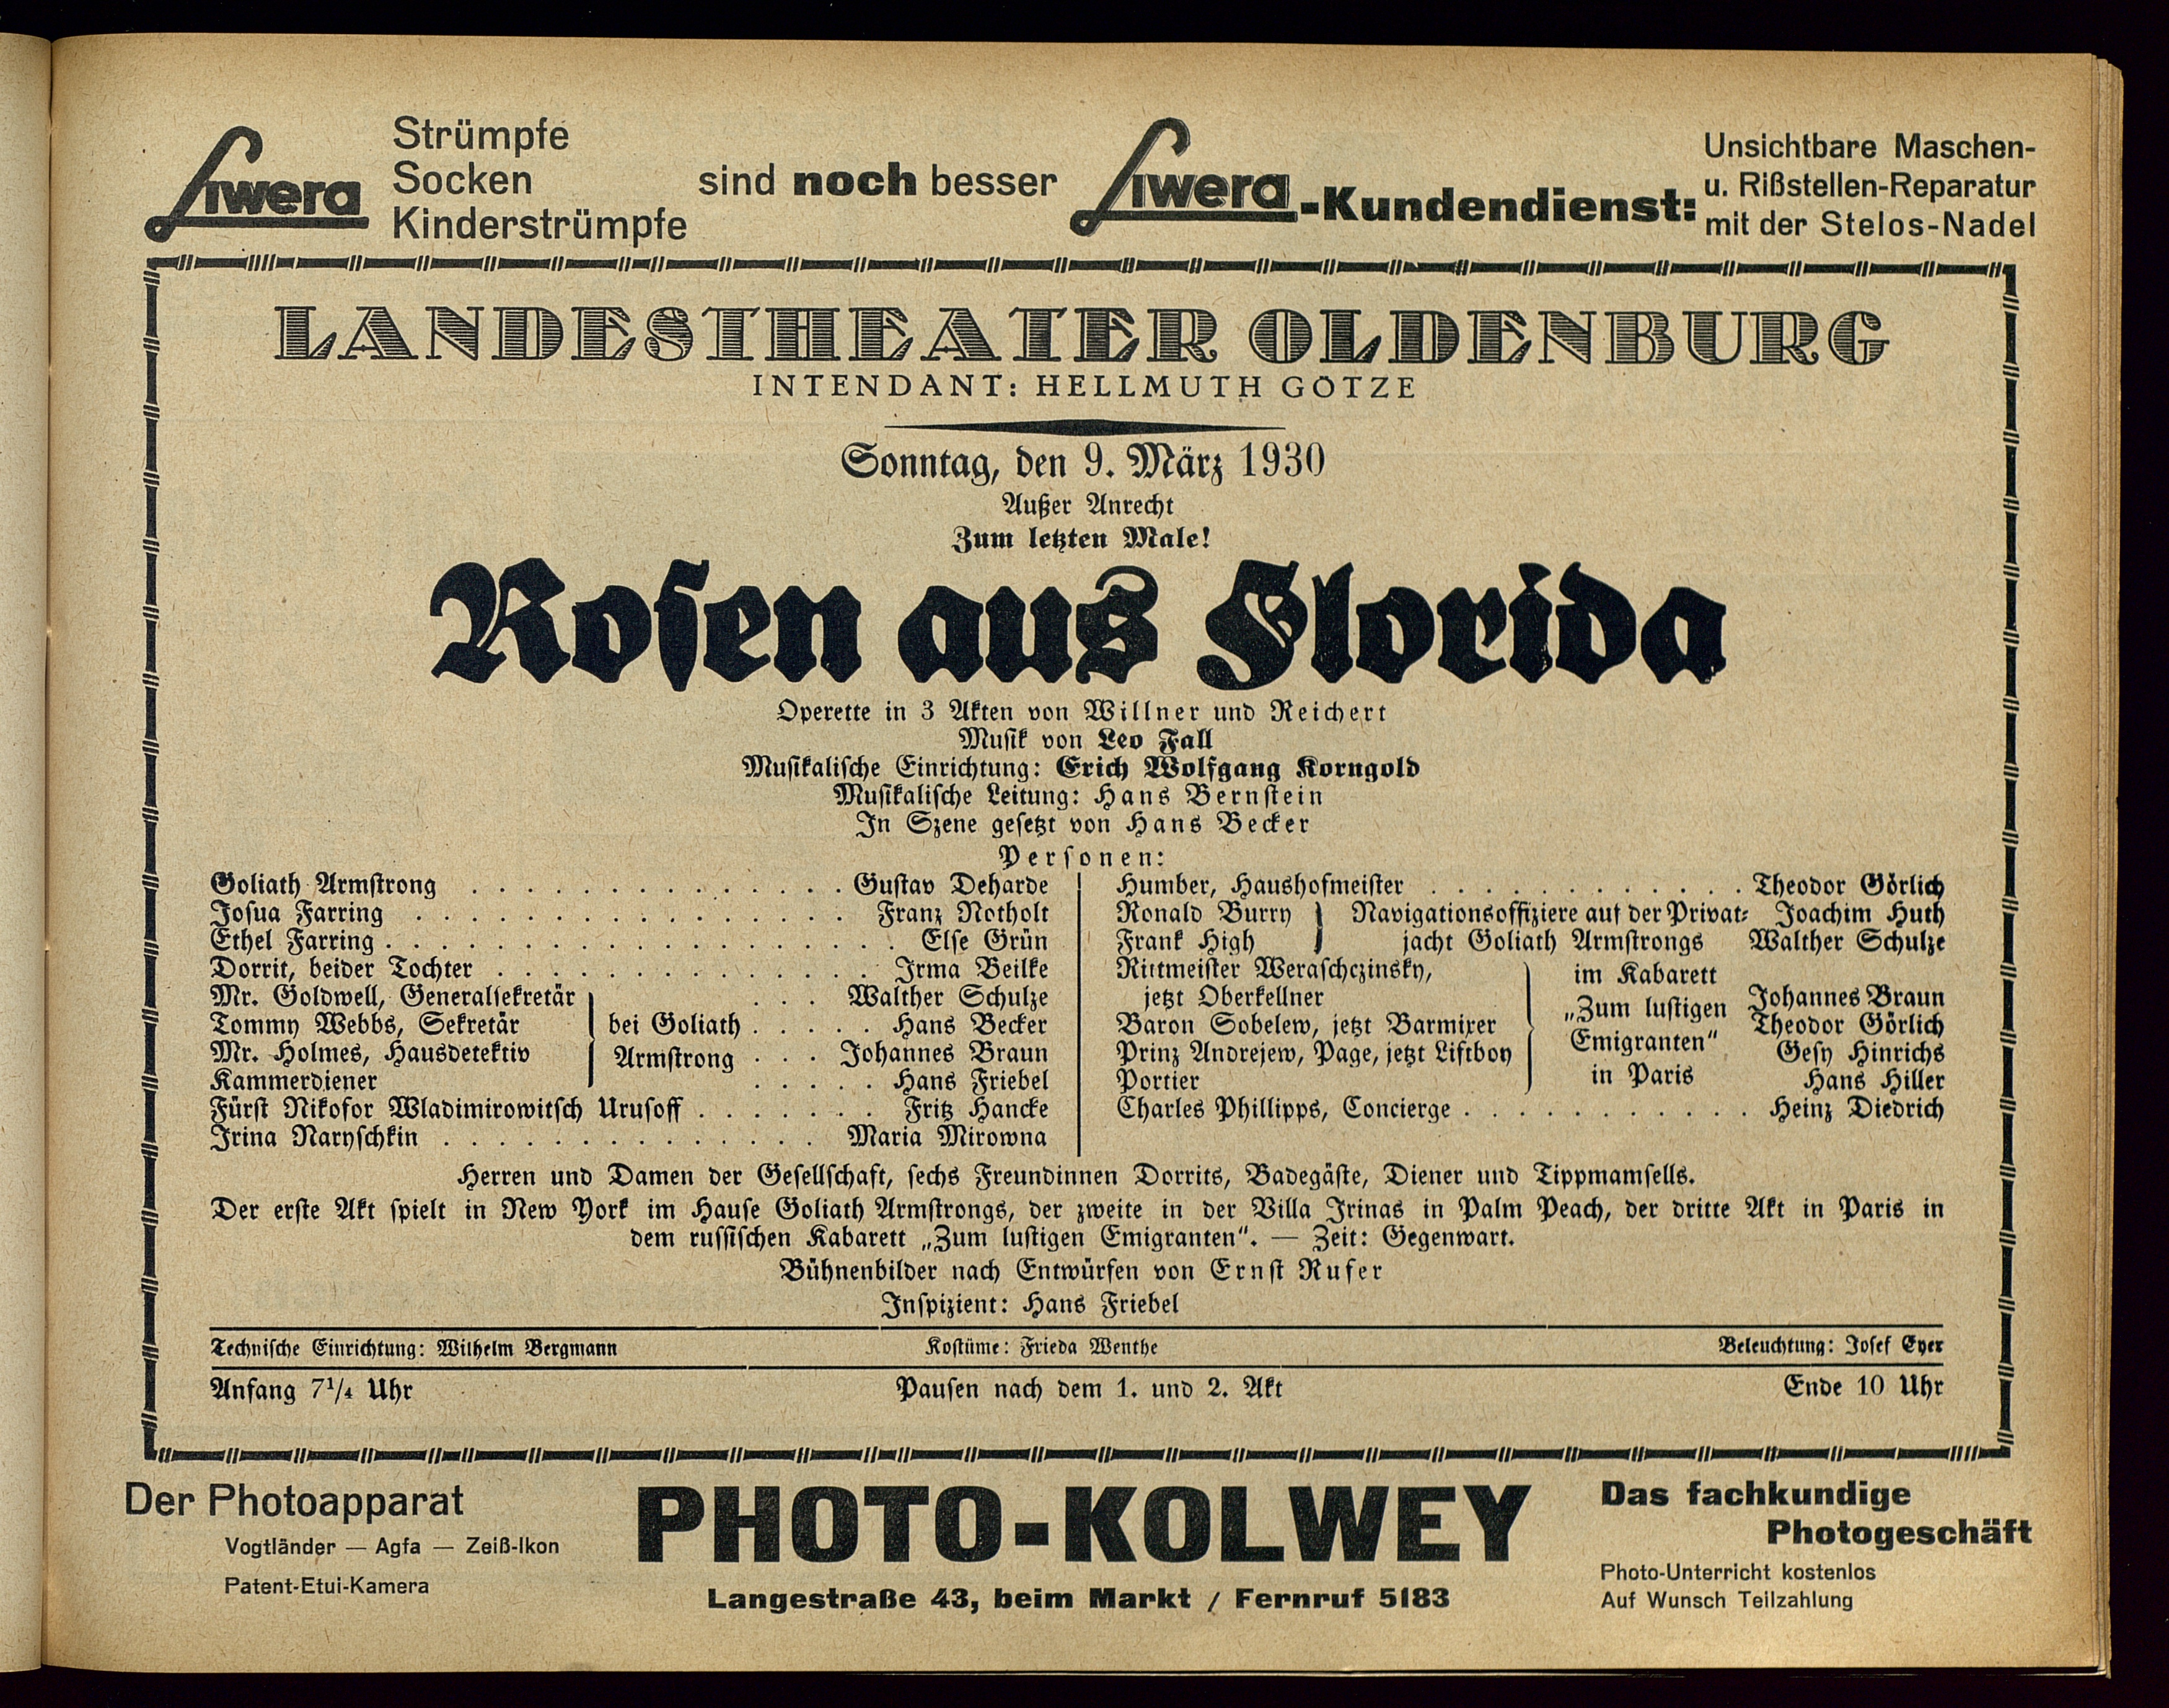 Liwera Strümpfe Socken Kinderstrümpfe sind noch besser Liwera-Kundendienst: Unsichtbare Maschen- u. Rißstellen-Reparatur mit der Stelos-Nadel
LANDESTHEATER OLDENBURG
INTENDANT: HELLMUTH GÖTZE
Sonntag, den 9. März 1930
Außer Anrecht
Zum letzten Male!
Rosen aus Florida
Operette in 3 Akten von Willner und Reichert
Musik von Leo Fall
Musikalische Einrichtung: Erich Wolfgang Korngold
Musikalische Leitung: Hans Bernstein
In Szene gesetzt von Hans Becker
Personen:
Goliath Armstrong . . . . . . . . . . . . . . Gustav Deharde
Josua Farring . . . . . . . . . . . . . . . . Franz Notholt
Ethel Farring . . . . . . . . . . . . . . . . . . . Else Grün
Dorrit, beider Tochter . . . . . . . . . . . . . . Irma Beilke
Mr. Goldwell, Generalsekretär . . . Walther Schulze
Tommy Webbs, Sekretär bei Goliath . . . . . Hans Becker
Mr. Holmes, Hausdetektiv Armstrong . . . Johannes Braun
Kammerdiener . . . . . Hans Friebel
Fürst Nikofor Wladimirowitsch Urusoff . . . . . . . Fritz Hancke
Irina Naryschkin . . . . . . . . . . . . . . Maria Mirowna
Humber, Haushofmeister . . . . . . . . . . . . Theodor Görlich
Ronald Burry } Navigationsoffiziere auf der Privat- Joachim Huth
Frank High } jacht Goliath Armstrongs Walther Schulze
Rittmeister Weraschczinsky, im Kabarett
jetzt Oberkellner „Zum lustigen Johannes Braun
Baron Sobelew, jetzt Barmixer Emigranten“ Theodor Görlich
Prinz Andrejew, Page, jetzt Liftboy in Paris Gesy Hinrichs
Portier Hans Hiller
Charles Phillipps, Concierge . . . . . . . . . . . Heinz Diedrich
Herren und Damen der Gesellschaft, sechs Freundinnen Dorrits, Badegäste, Diener und Tippmamsells.
Der erste Akt spielt in New York im Hause Goliath Armstrongs, der zweite in der Villa Irinas in Palm Peach, der dritte Akt in Paris in
dem russischen Kabarett „Zum lustigen Emigranten“. — Zeit: Gegenwart.
Bühnenbilder nach Entwürfen von Ernst Rufer
Inspizient: Hans Friebel
Technische Einrichtung: Wilhelm Bergmann Kostüme: Frieda Wenthe Beleuchtung: Josef Eyer
Anfang 7¹/₄ Uhr Pausen nach dem 1. und 2. Akt Ende 10 Uhr
Der Photoapparat
Vogtländer — Agfa — Zeiß-Ikon
Patent-Etui-Kamera
PHOTO-KOLWEY
Langestraße 43, beim Markt / Fernruf 5183
Das fachkundige
Photogeschäft
Photo-Unterricht kostenlos
Auf Wunsch Teilzahlung